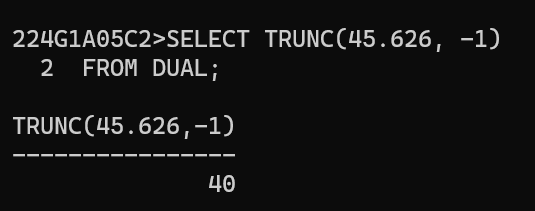 224G1A05C2>SELECT TRUNC(45.626, -1)
2 FROM DUAL;
TRUNC(45.626,-1)
----------------
40